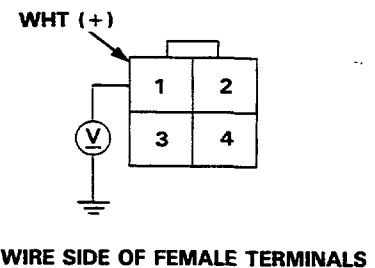 WHT (+)
1 2
3 4
V
WIRE SIDE OF FEMALE TERMINALS